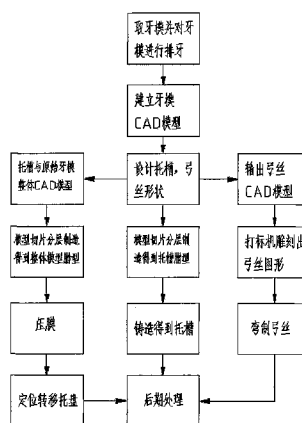 取牙模并对牙
模进行排牙
建立牙模
CAD模型
托槽与原始牙模
整体CAD模型
设计托槽，弓
丝形状
输出弓丝
CAD模型
模型切片分层制造
得到整体模型胎型
模型切片分层制
造得到托槽胎型
打标机雕刻出
弓丝图形
压膜
铸造得到托槽
弯制弓丝
定位转移托盘
后期处理